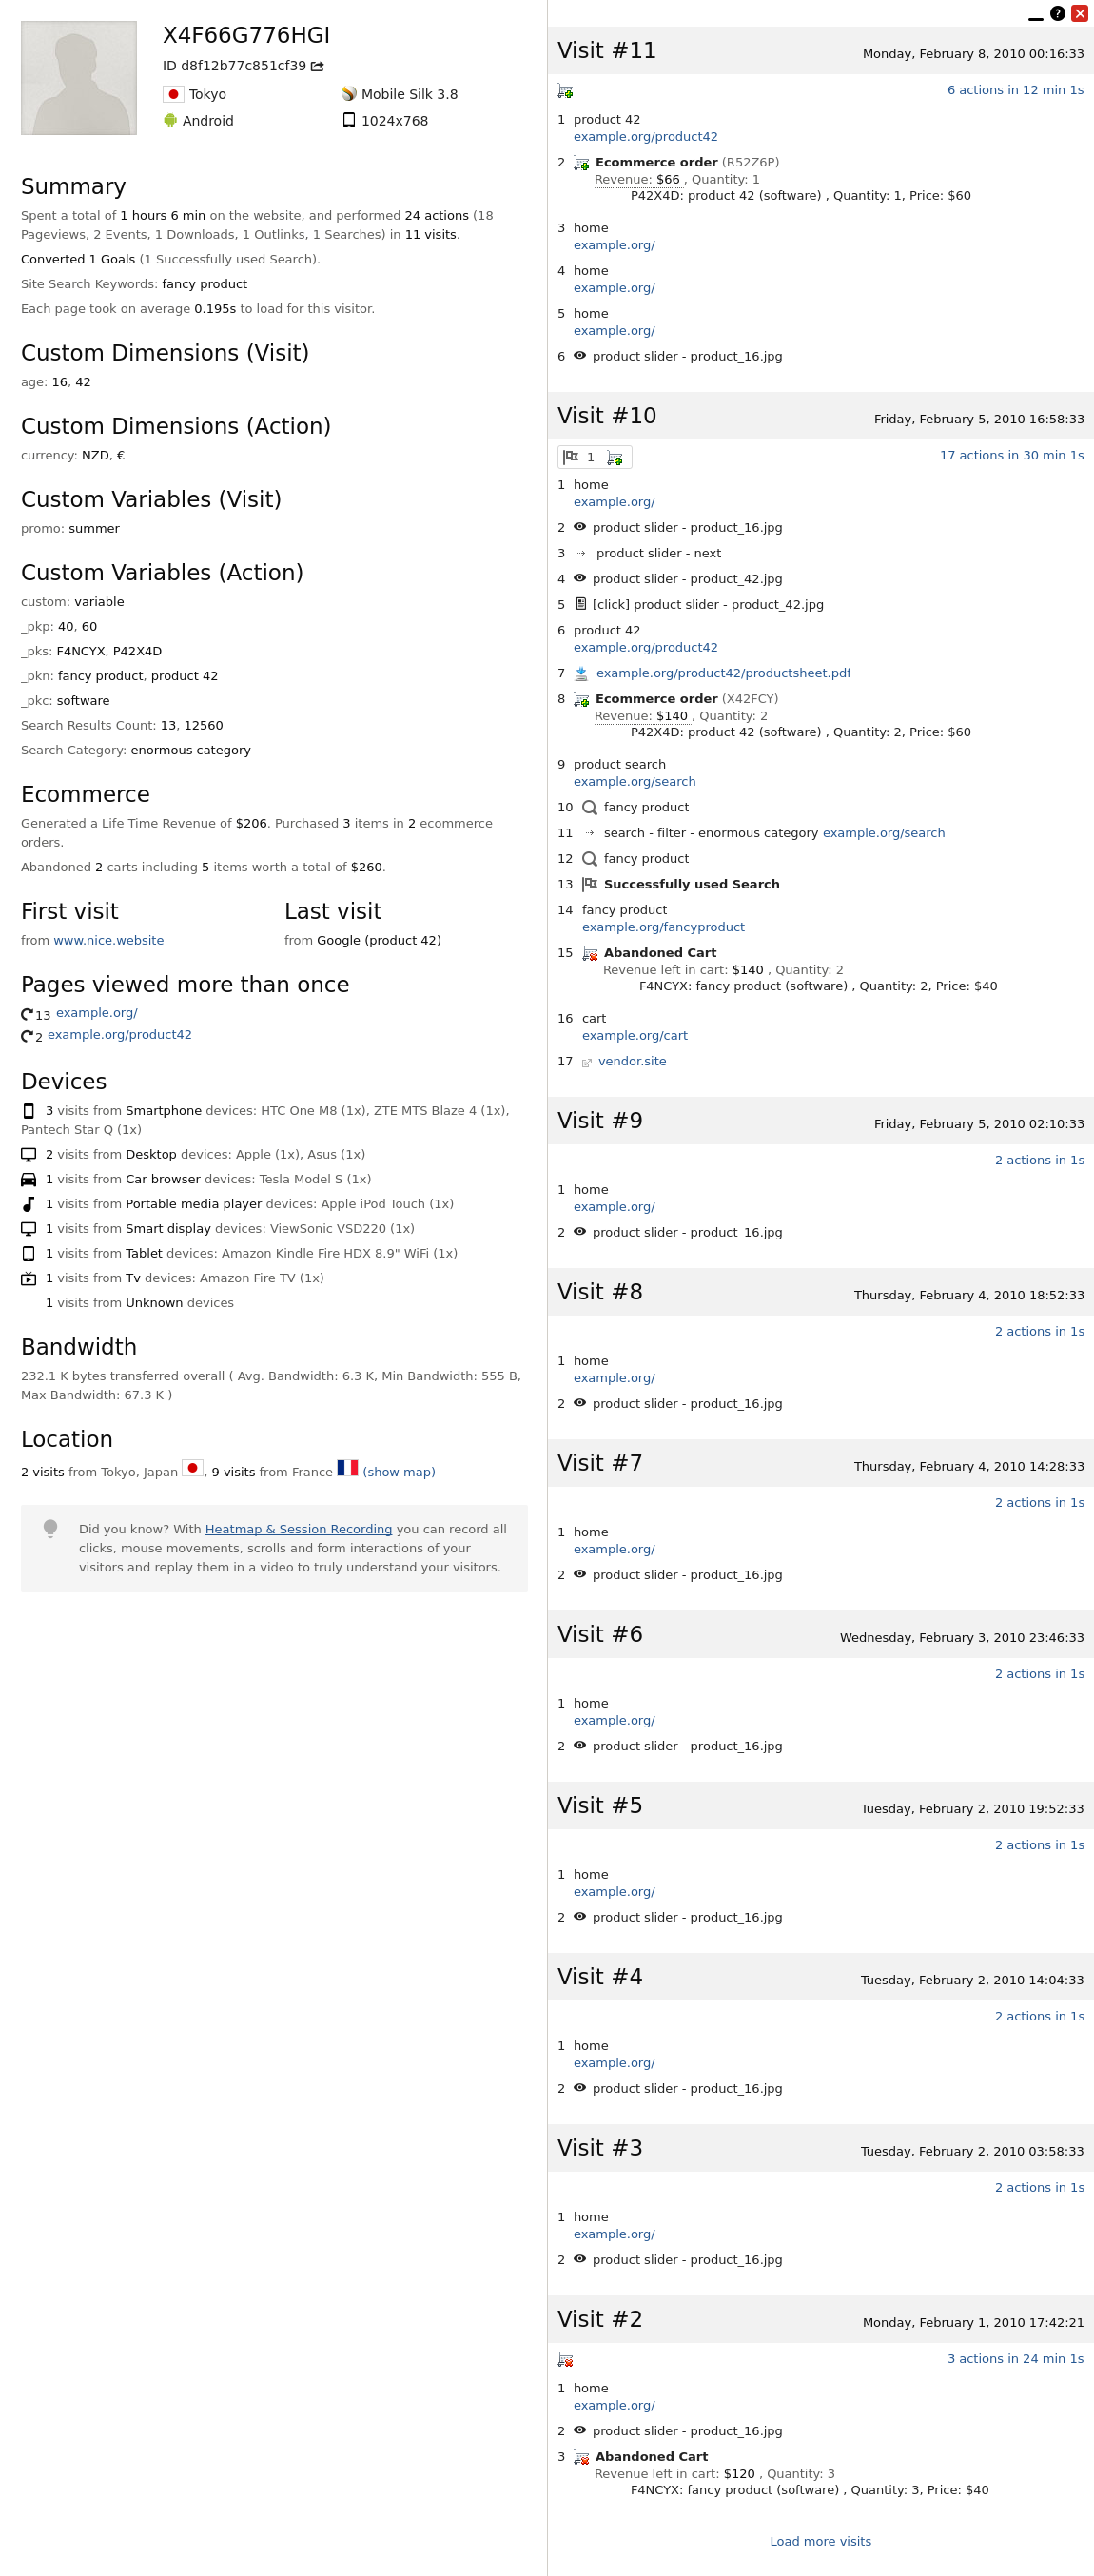 X4F66G776HGI
ID d8f12b77c851cf39
Tokyo
Mobile Silk 3.8
Android
1024x768
Summary
Spent a total of 1 hours 6 min on the website, and performed 24 actions (18
Pageviews, 2 Events, 1 Downloads, 1 Outlinks, 1 Searches) in 11 visits.
Converted 1 Goals (1 Successfully used Search).
Site Search Keywords: fancy product
Each page took on average 0.195s to load for this visitor.
Custom Dimensions (Visit)
age: 16, 42
Custom Dimensions (Action)
currency: NZD, €
Custom Variables (Visit)
promo: summer
Custom Variables (Action)
custom: variable
_pkp: 40, 60
_pks: F4NCYX, P42X4D
_pkn: fancy product, product 42
_pkc: software
Search Results Count: 13, 12560
Search Category: enormous category
Ecommerce
Generated a Life Time Revenue of $206. Purchased 3 items in 2 ecommerce
orders.
Abandoned 2 carts including 5 items worth a total of $260.
First visit
from www.nice.website
Last visit
from Google (product 42)
Pages viewed more than once
13 example.org/
2 example.org/product42
Devices
3 visits from Smartphone devices: HTC One M8 (1x), ZTE MTS Blaze 4 (1x),
Pantech Star Q (1x)
2 visits from Desktop devices: Apple (1x), Asus (1x)
1 visits from Car browser devices: Tesla Model S (1x)
1 visits from Portable media player devices: Apple iPod Touch (1x)
1 visits from Smart display devices: ViewSonic VSD220 (1x)
1 visits from Tablet devices: Amazon Kindle Fire HDX 8.9" WiFi (1x)
1 visits from Tv devices: Amazon Fire TV (1x)
1 visits from Unknown devices
Bandwidth
232.1 K bytes transferred overall ( Avg. Bandwidth: 6.3 K, Min Bandwidth: 555 B,
Max Bandwidth: 67.3 K )
Location
2 visits from Tokyo, Japan , 9 visits from France (show map)
Did you know? With Heatmap & Session Recording you can record all
clicks, mouse movements, scrolls and form interactions of your
visitors and replay them in a video to truly understand your visitors.
Visit #11 Monday, February 8, 2010 00:16:33
6 actions in 12 min 1s
1 product 42
example.org/product42
2 Ecommerce order (R52Z6P)
Revenue: $66 , Quantity: 1
P42X4D: product 42 (software) , Quantity: 1, Price: $60
3 home
example.org/
4 home
example.org/
5 home
example.org/
6 product slider - product_16.jpg
Visit #10 Friday, February 5, 2010 16:58:33
1
17 actions in 30 min 1s
1 home
example.org/
2 product slider - product_16.jpg
3 product slider - next
4 product slider - product_42.jpg
5 [click] product slider - product_42.jpg
6 product 42
example.org/product42
7 example.org/product42/productsheet.pdf
8 Ecommerce order (X42FCY)
Revenue: $140 , Quantity: 2
P42X4D: product 42 (software) , Quantity: 2, Price: $60
9 product search
example.org/search
10 fancy product
11 search - filter - enormous category example.org/search
12 fancy product
13 Successfully used Search
14 fancy product
example.org/fancyproduct
15 Abandoned Cart
Revenue left in cart: $140 , Quantity: 2
F4NCYX: fancy product (software) , Quantity: 2, Price: $40
16 cart
example.org/cart
17 vendor.site
Visit #9 Friday, February 5, 2010 02:10:33
2 actions in 1s
1 home
example.org/
2 product slider - product_16.jpg
Visit #8 Thursday, February 4, 2010 18:52:33
2 actions in 1s
1 home
example.org/
2 product slider - product_16.jpg
Visit #7 Thursday, February 4, 2010 14:28:33
2 actions in 1s
1 home
example.org/
2 product slider - product_16.jpg
Visit #6 Wednesday, February 3, 2010 23:46:33
2 actions in 1s
1 home
example.org/
2 product slider - product_16.jpg
Visit #5 Tuesday, February 2, 2010 19:52:33
2 actions in 1s
1 home
example.org/
2 product slider - product_16.jpg
Visit #4 Tuesday, February 2, 2010 14:04:33
2 actions in 1s
1 home
example.org/
2 product slider - product_16.jpg
Visit #3 Tuesday, February 2, 2010 03:58:33
2 actions in 1s
1 home
example.org/
2 product slider - product_16.jpg
Visit #2 Monday, February 1, 2010 17:42:21
3 actions in 24 min 1s
1 home
example.org/
2 product slider - product_16.jpg
3 Abandoned Cart
Revenue left in cart: $120 , Quantity: 3
F4NCYX: fancy product (software) , Quantity: 3, Price: $40
Load more visits